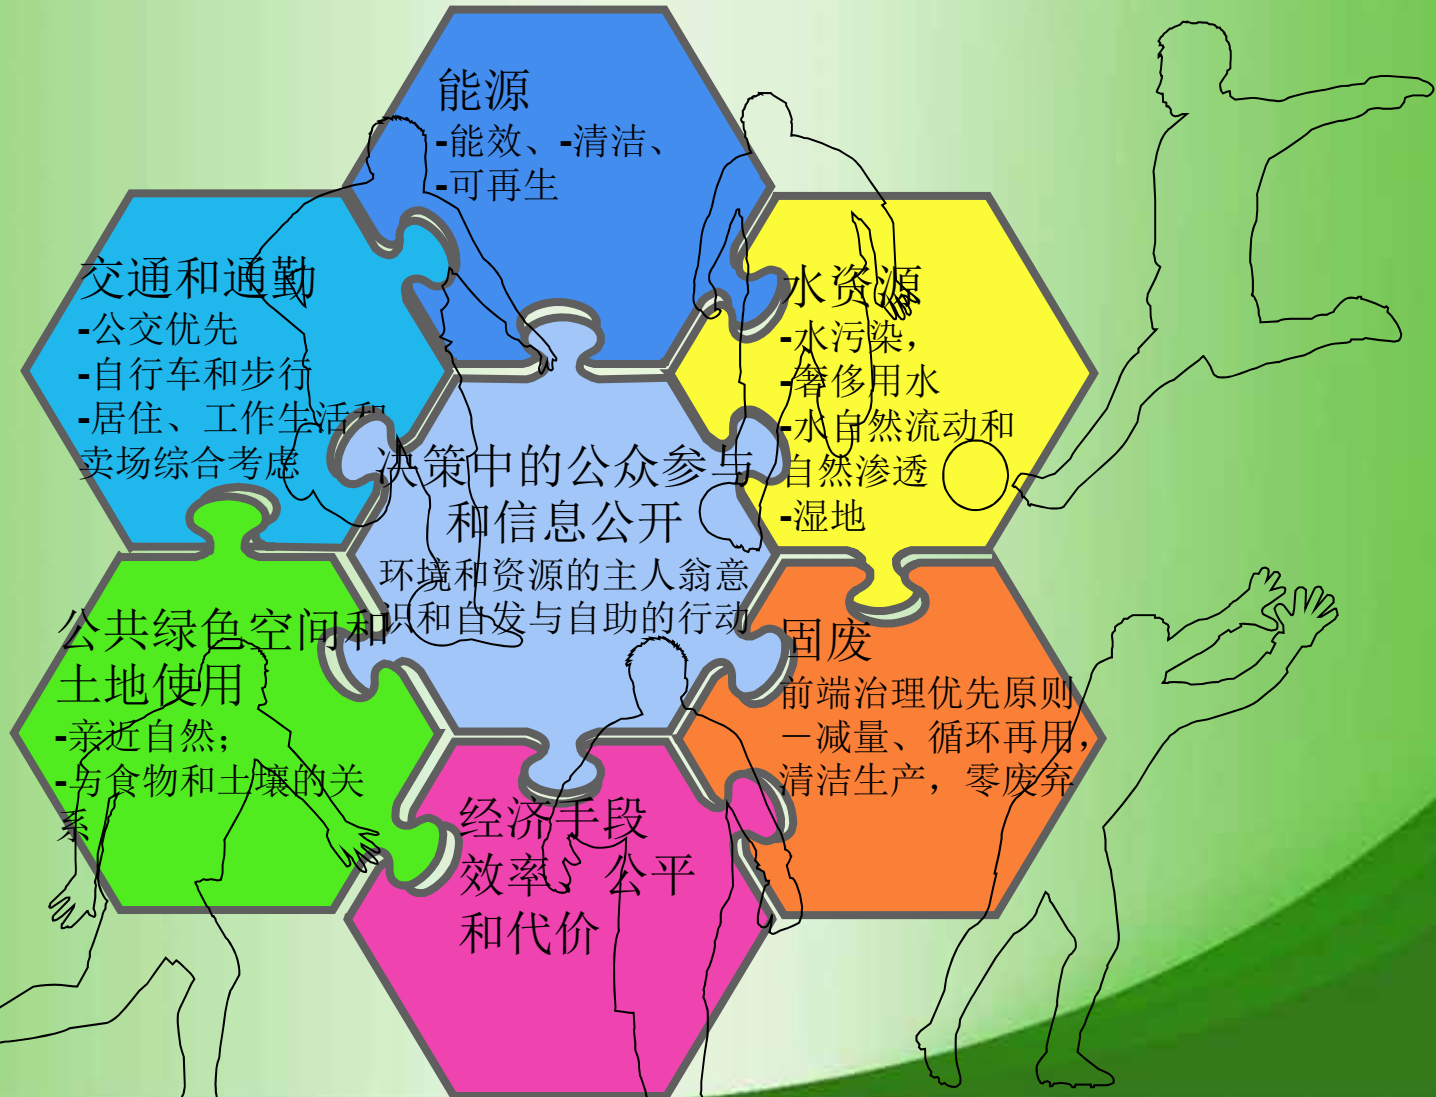 能源
-能效、-清洁、
-可再生
交通和通勤
-公交优先
-自行车和步行
-居住、工作生活和
卖场综合考虑
水资源
-水污染，
-奢侈用水
-水自然流动和
自然渗透
-湿地
决策中的公众参与
和信息公开
环境和资源的主人翁意
识和自发与自助的行动
公共绿色空间和
土地使用
-亲近自然；
-与食物和土壤的关
系
固废
前端治理优先原则
－减量、循环再用，
清洁生产，零废弃
经济手段
效率、公平
和代价